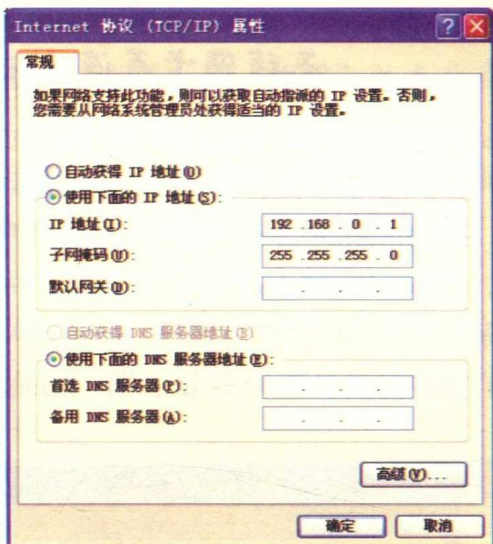 Internet 协议 (TCP/IP) 属性
常规
如果网络支持此功能，则可以获取自动指派的 IP 设置。否则，
您需要从网络系统管理员处获得适当的 IP 设置。
自动获得 IP 地址(O)
使用下面的 IP 地址(S):
IP 地址(I): 192 .168 . 0 . 1
子网掩码(U): 255 .255 .255 . 0
默认网关(D): . . .
自动获得 DNS 服务器地址(B)
使用下面的 DNS 服务器地址(E):
首选 DNS 服务器(P): . . .
备用 DNS 服务器(A): . . .
高级(V)...
确定 取消